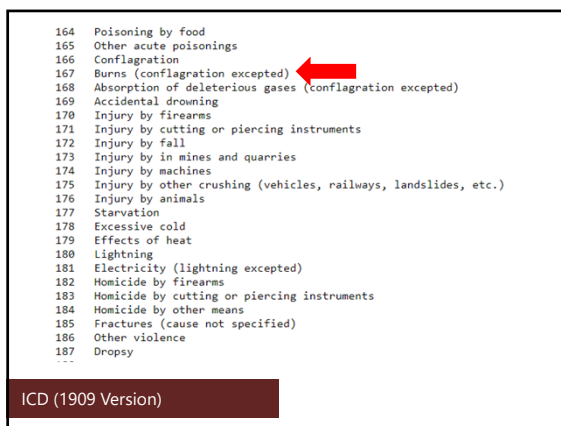 164 Poisoning by food
165 Other acute poisonings
166 Conflagration
167 Burns (conflagration excepted)
168 Absorption of deleterious gases (conflagration excepted)
169 Accidental drowning
170 Injury by firearms
171 Injury by cutting or piercing instruments
172 Injury by fall
173 Injury by in mines and quarries
174 Injury by machines
175 Injury by other crushing (vehicles, railways, landslides, etc.)
176 Injury by animals
177 Starvation
178 Excessive cold
179 Effects of heat
180 Lightning
181 Electricity (lightning excepted)
182 Homicide by firearms
183 Homicide by cutting or piercing instruments
184 Homicide by other means
185 Fractures (cause not specified)
186 Other violence
187 Dropsy
ICD (1909 Version)